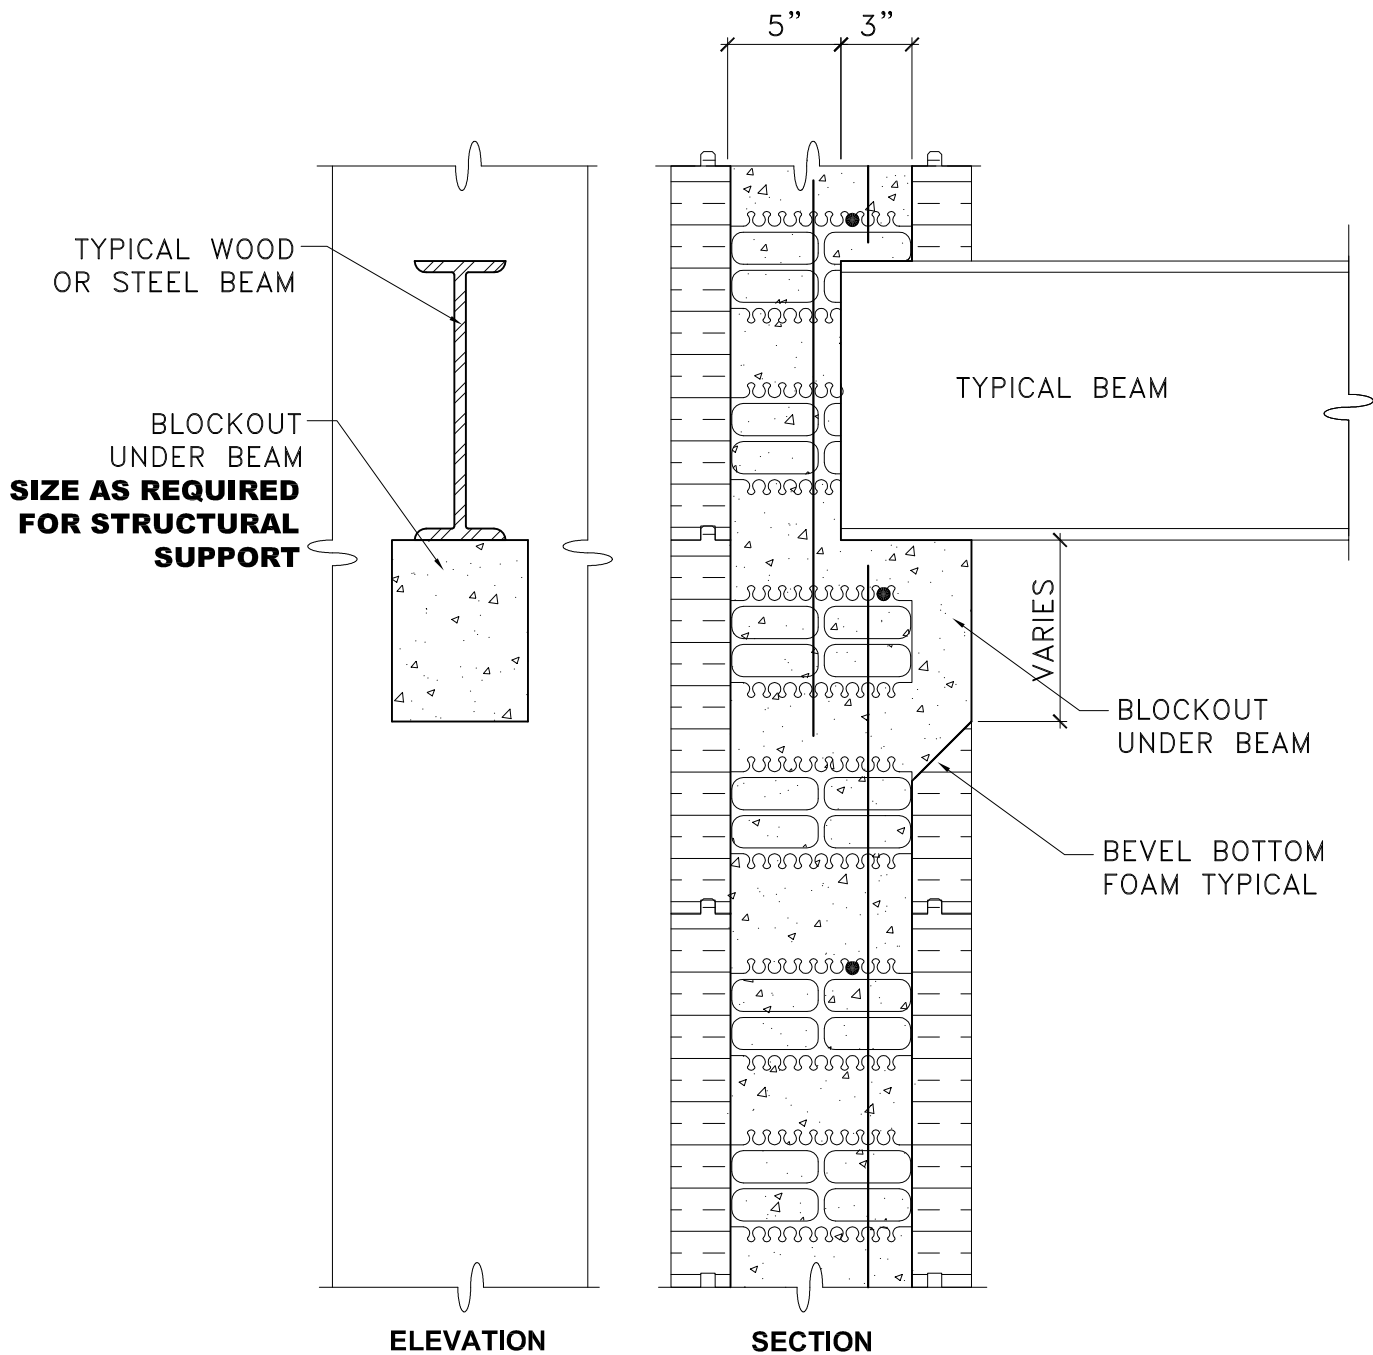 5” 3”
TYPICAL WOOD
OR STEEL BEAM
BLOCKOUT
UNDER BEAM
SIZE AS REQUIRED
FOR STRUCTURAL
SUPPORT
TYPICAL BEAM
VARIES
BLOCKOUT
UNDER BEAM
BEVEL BOTTOM
FOAM TYPICAL
ELEVATION
SECTION